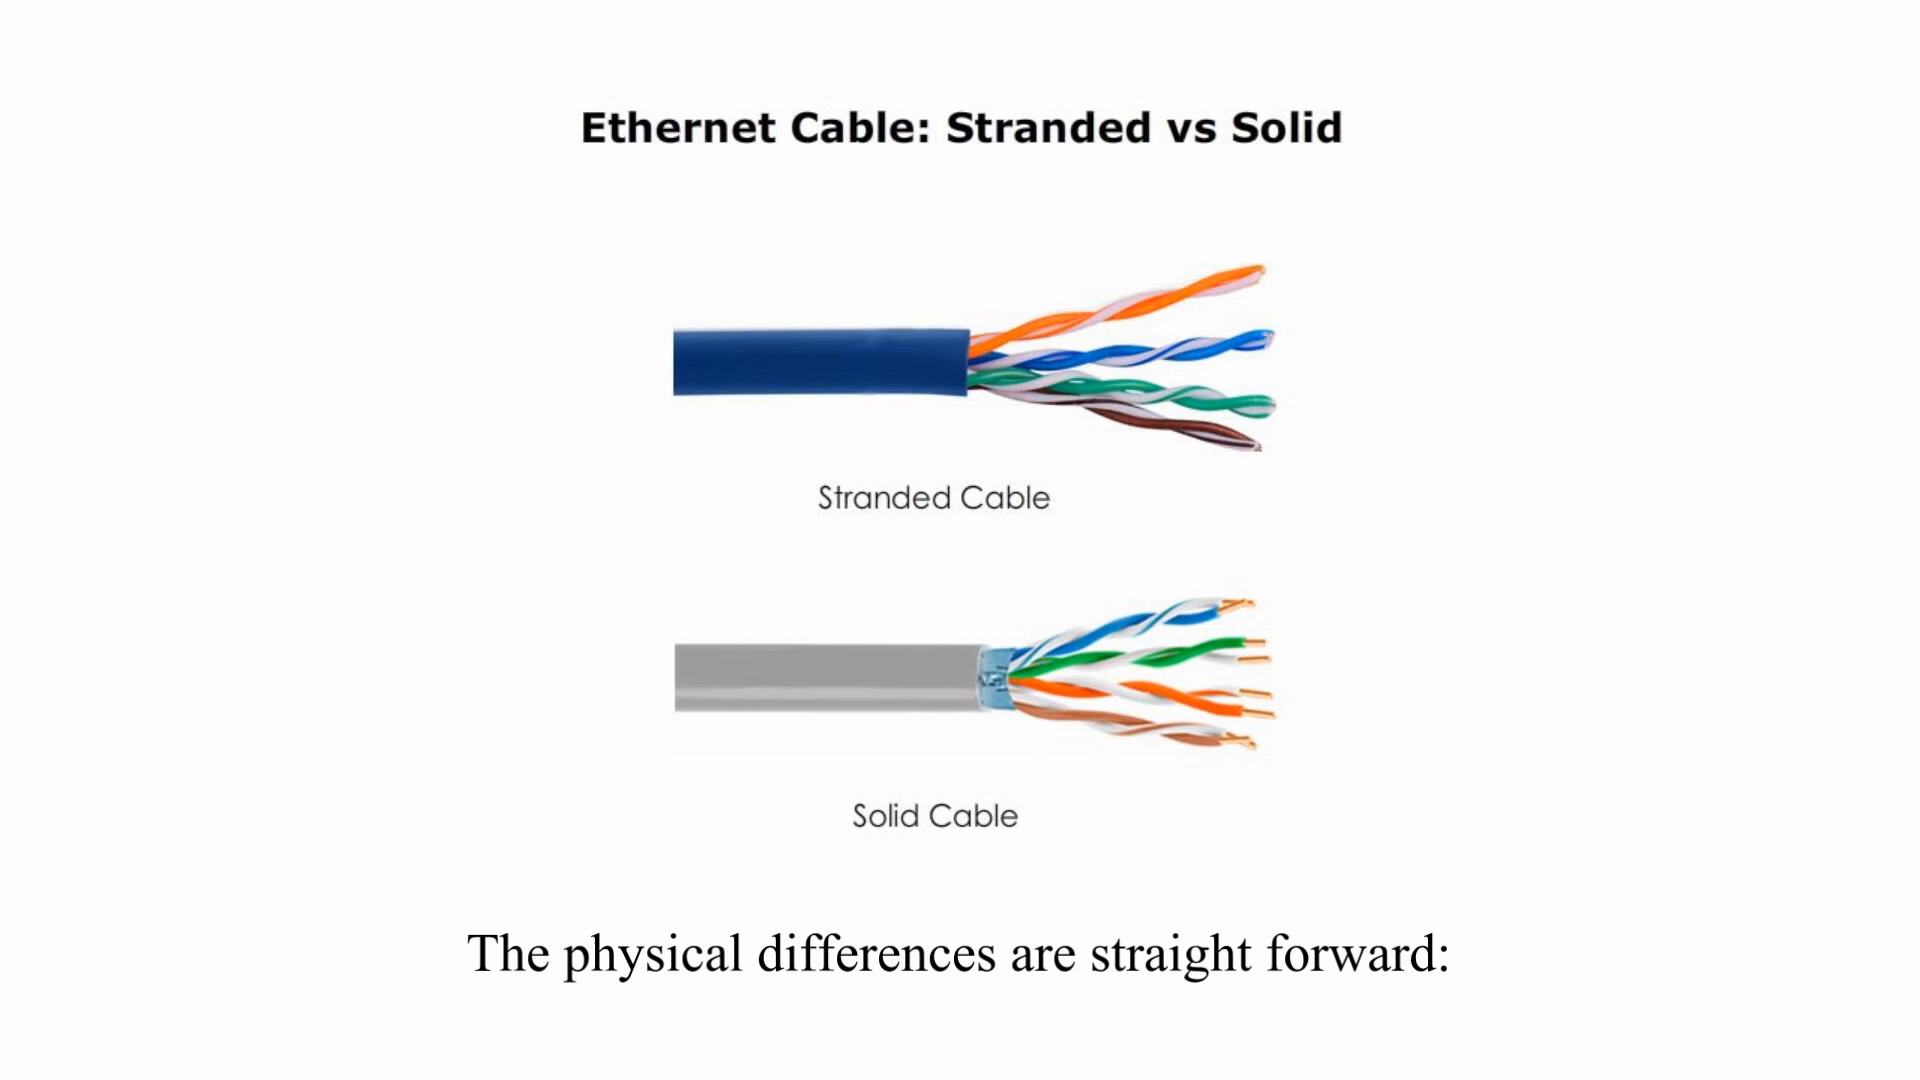 Ethernet Cable: Stranded vs Solid
Stranded Cable
Solid Cable
The physical differences are straight forward: